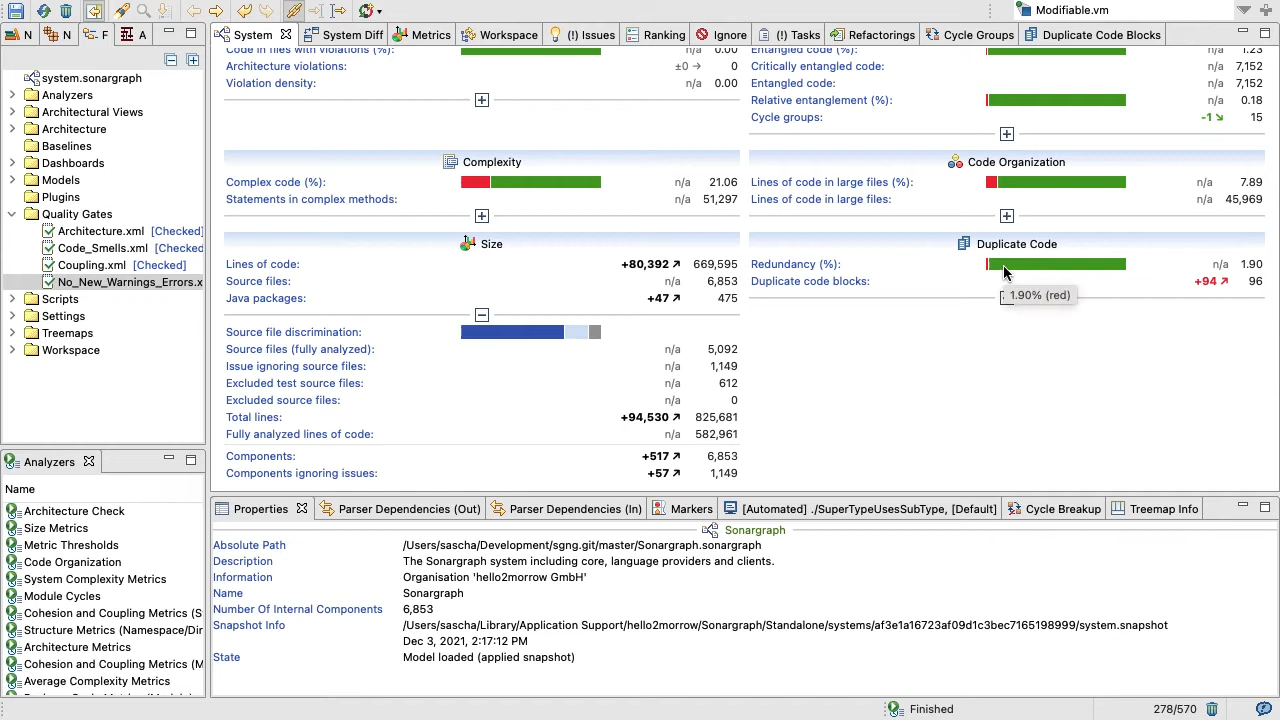 Modifiable.vm
N
N
F
A
system.sonargraph
Analyzers
Architectural Views
Architecture
Baselines
Dashboards
Models
Plugins
Quality Gates
Architecture.xml [Checked]
Code_Smells.xml [Checked
Coupling.xml [Checked]
No_New_Warnings_Errors.x
Scripts
Settings
Treemaps
Workspace
Analyzers
Name
Architecture Check
Size Metrics
Metric Thresholds
Code Organization
System Complexity Metrics
Module Cycles
Cohesion and Coupling Metrics (S
Structure Metrics (Namespace/Dir
Architecture Metrics
Cohesion and Coupling Metrics (M
Average Complexity Metrics
System
System Diff
Metrics
Workspace
(!) Issues
Ranking
Ignore
(!) Tasks
Refactorings
Cycle Groups
Duplicate Code Blocks
Code in files with violations (%): n/a 0.00
Architecture violations: ±0 → 0
Violation density: n/a 0.00
Entangled code (%): n/a 1.23
Critically entangled code: n/a 7,152
Entangled code: n/a 7,152
Relative entanglement (%): n/a 0.18
Cycle groups: -1 ↘ 15
Complexity
Complex code (%): n/a 21.06
Statements in complex methods: n/a 51,297
Code Organization
Lines of code in large files (%): n/a 7.89
Lines of code in large files: n/a 45,969
Size
Lines of code: +80,392 ↗ 669,595
Source files: n/a 6,853
Java packages: +47 ↗ 475
Source file discrimination:
Source files (fully analyzed): n/a 5,092
Issue ignoring source files: n/a 1,149
Excluded test source files: n/a 612
Excluded source files: n/a 0
Total lines: +94,530 ↗ 825,681
Fully analyzed lines of code: n/a 582,961
Components: +517 ↗ 6,853
Components ignoring issues: +57 ↗ 1,149
Duplicate Code
Redundancy (%): n/a 1.90
Duplicate code blocks: +94 ↗ 96
1.90% (red)
Properties
Parser Dependencies (Out)
Parser Dependencies (In)
Markers
[Automated] ./SuperTypeUsesSubType, [Default]
Cycle Breakup
Treemap Info
Sonargraph
Absolute Path /Users/sascha/Development/sgng.git/master/Sonargraph.sonargraph
Description The Sonargraph system including core, language providers and clients.
Information Organisation 'hello2morrow GmbH'
Name Sonargraph
Number Of Internal Components 6,853
Snapshot Info /Users/sascha/Library/Application Support/hello2morrow/Sonargraph/Standalone/systems/af3e1a16723af09d1c3bec7165198999/system.snapshot
Dec 3, 2021, 2:17:12 PM
State Model loaded (applied snapshot)
Finished
278/570